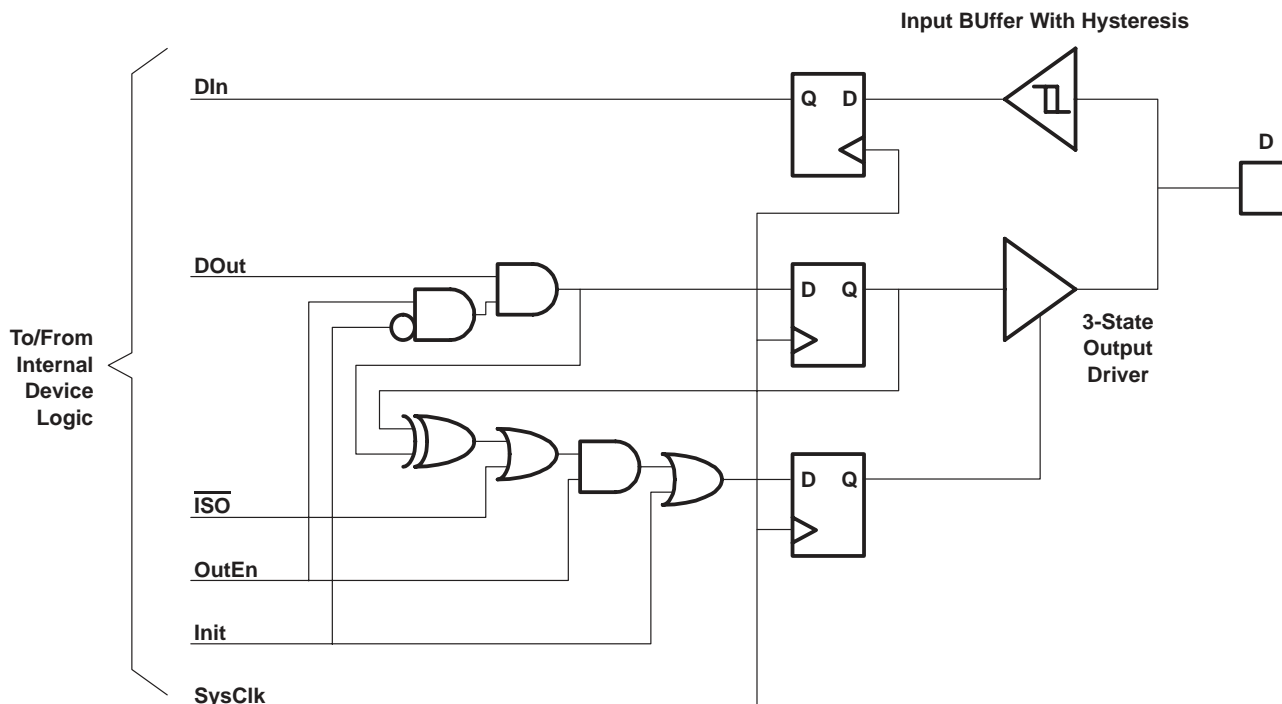 Input BUffer With Hysteresis
DIn
Q D
D
DOut
D Q
3-State
Output
Driver
To/From
Internal
Device
Logic
D Q
ISO
OutEn
Init
SysClk